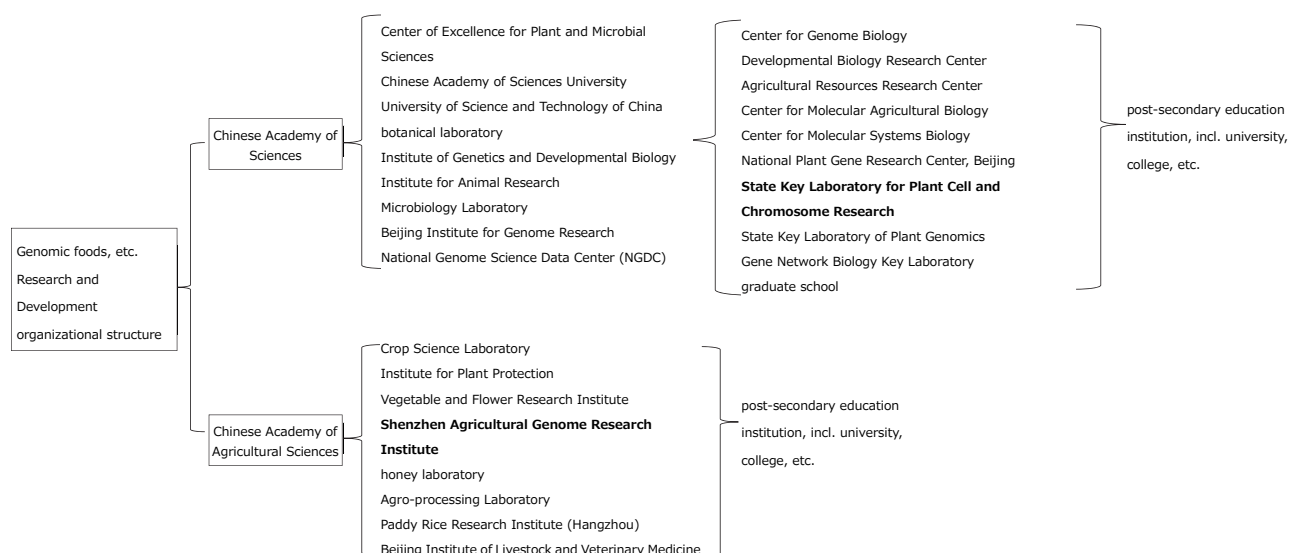 Genomic foods, etc.
Research and
Development
organizational structure
Chinese Academy of
Sciences
Center of Excellence for Plant and Microbial
Sciences
Chinese Academy of Sciences University
University of Science and Technology of China
botanical laboratory
Institute of Genetics and Developmental Biology
Institute for Animal Research
Microbiology Laboratory
Beijing Institute for Genome Research
National Genome Science Data Center (NGDC)
Center for Genome Biology
Developmental Biology Research Center
Agricultural Resources Research Center
Center for Molecular Agricultural Biology
Center for Molecular Systems Biology
National Plant Gene Research Center, Beijing
State Key Laboratory for Plant Cell and
Chromosome Research
State Key Laboratory of Plant Genomics
Gene Network Biology Key Laboratory
graduate school
post-secondary education
institution, incl. university,
college, etc.
Chinese Academy of
Agricultural Sciences
Crop Science Laboratory
Institute for Plant Protection
Vegetable and Flower Research Institute
Shenzhen Agricultural Genome Research
Institute
honey laboratory
Agro-processing Laboratory
Paddy Rice Research Institute (Hangzhou)
Beijing Institute of Livestock and Veterinary Medicine
post-secondary education
institution, incl. university,
college, etc.